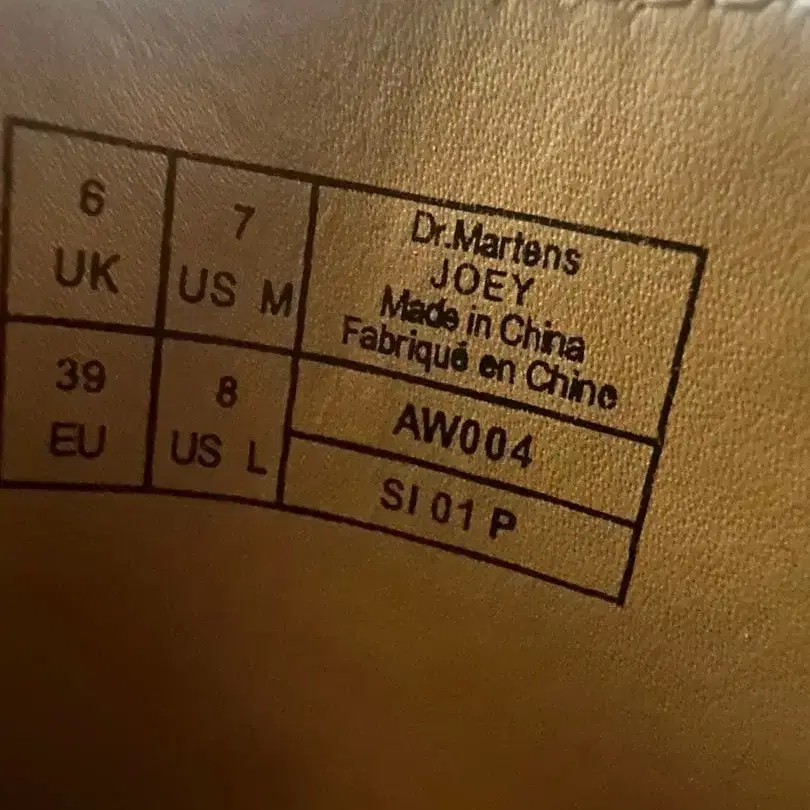 6
UK
7
US M
39
EU
8
US L
Dr.Martens
JOEY
Made in China
Fabriqué en Chine
AW004
SI 01 P